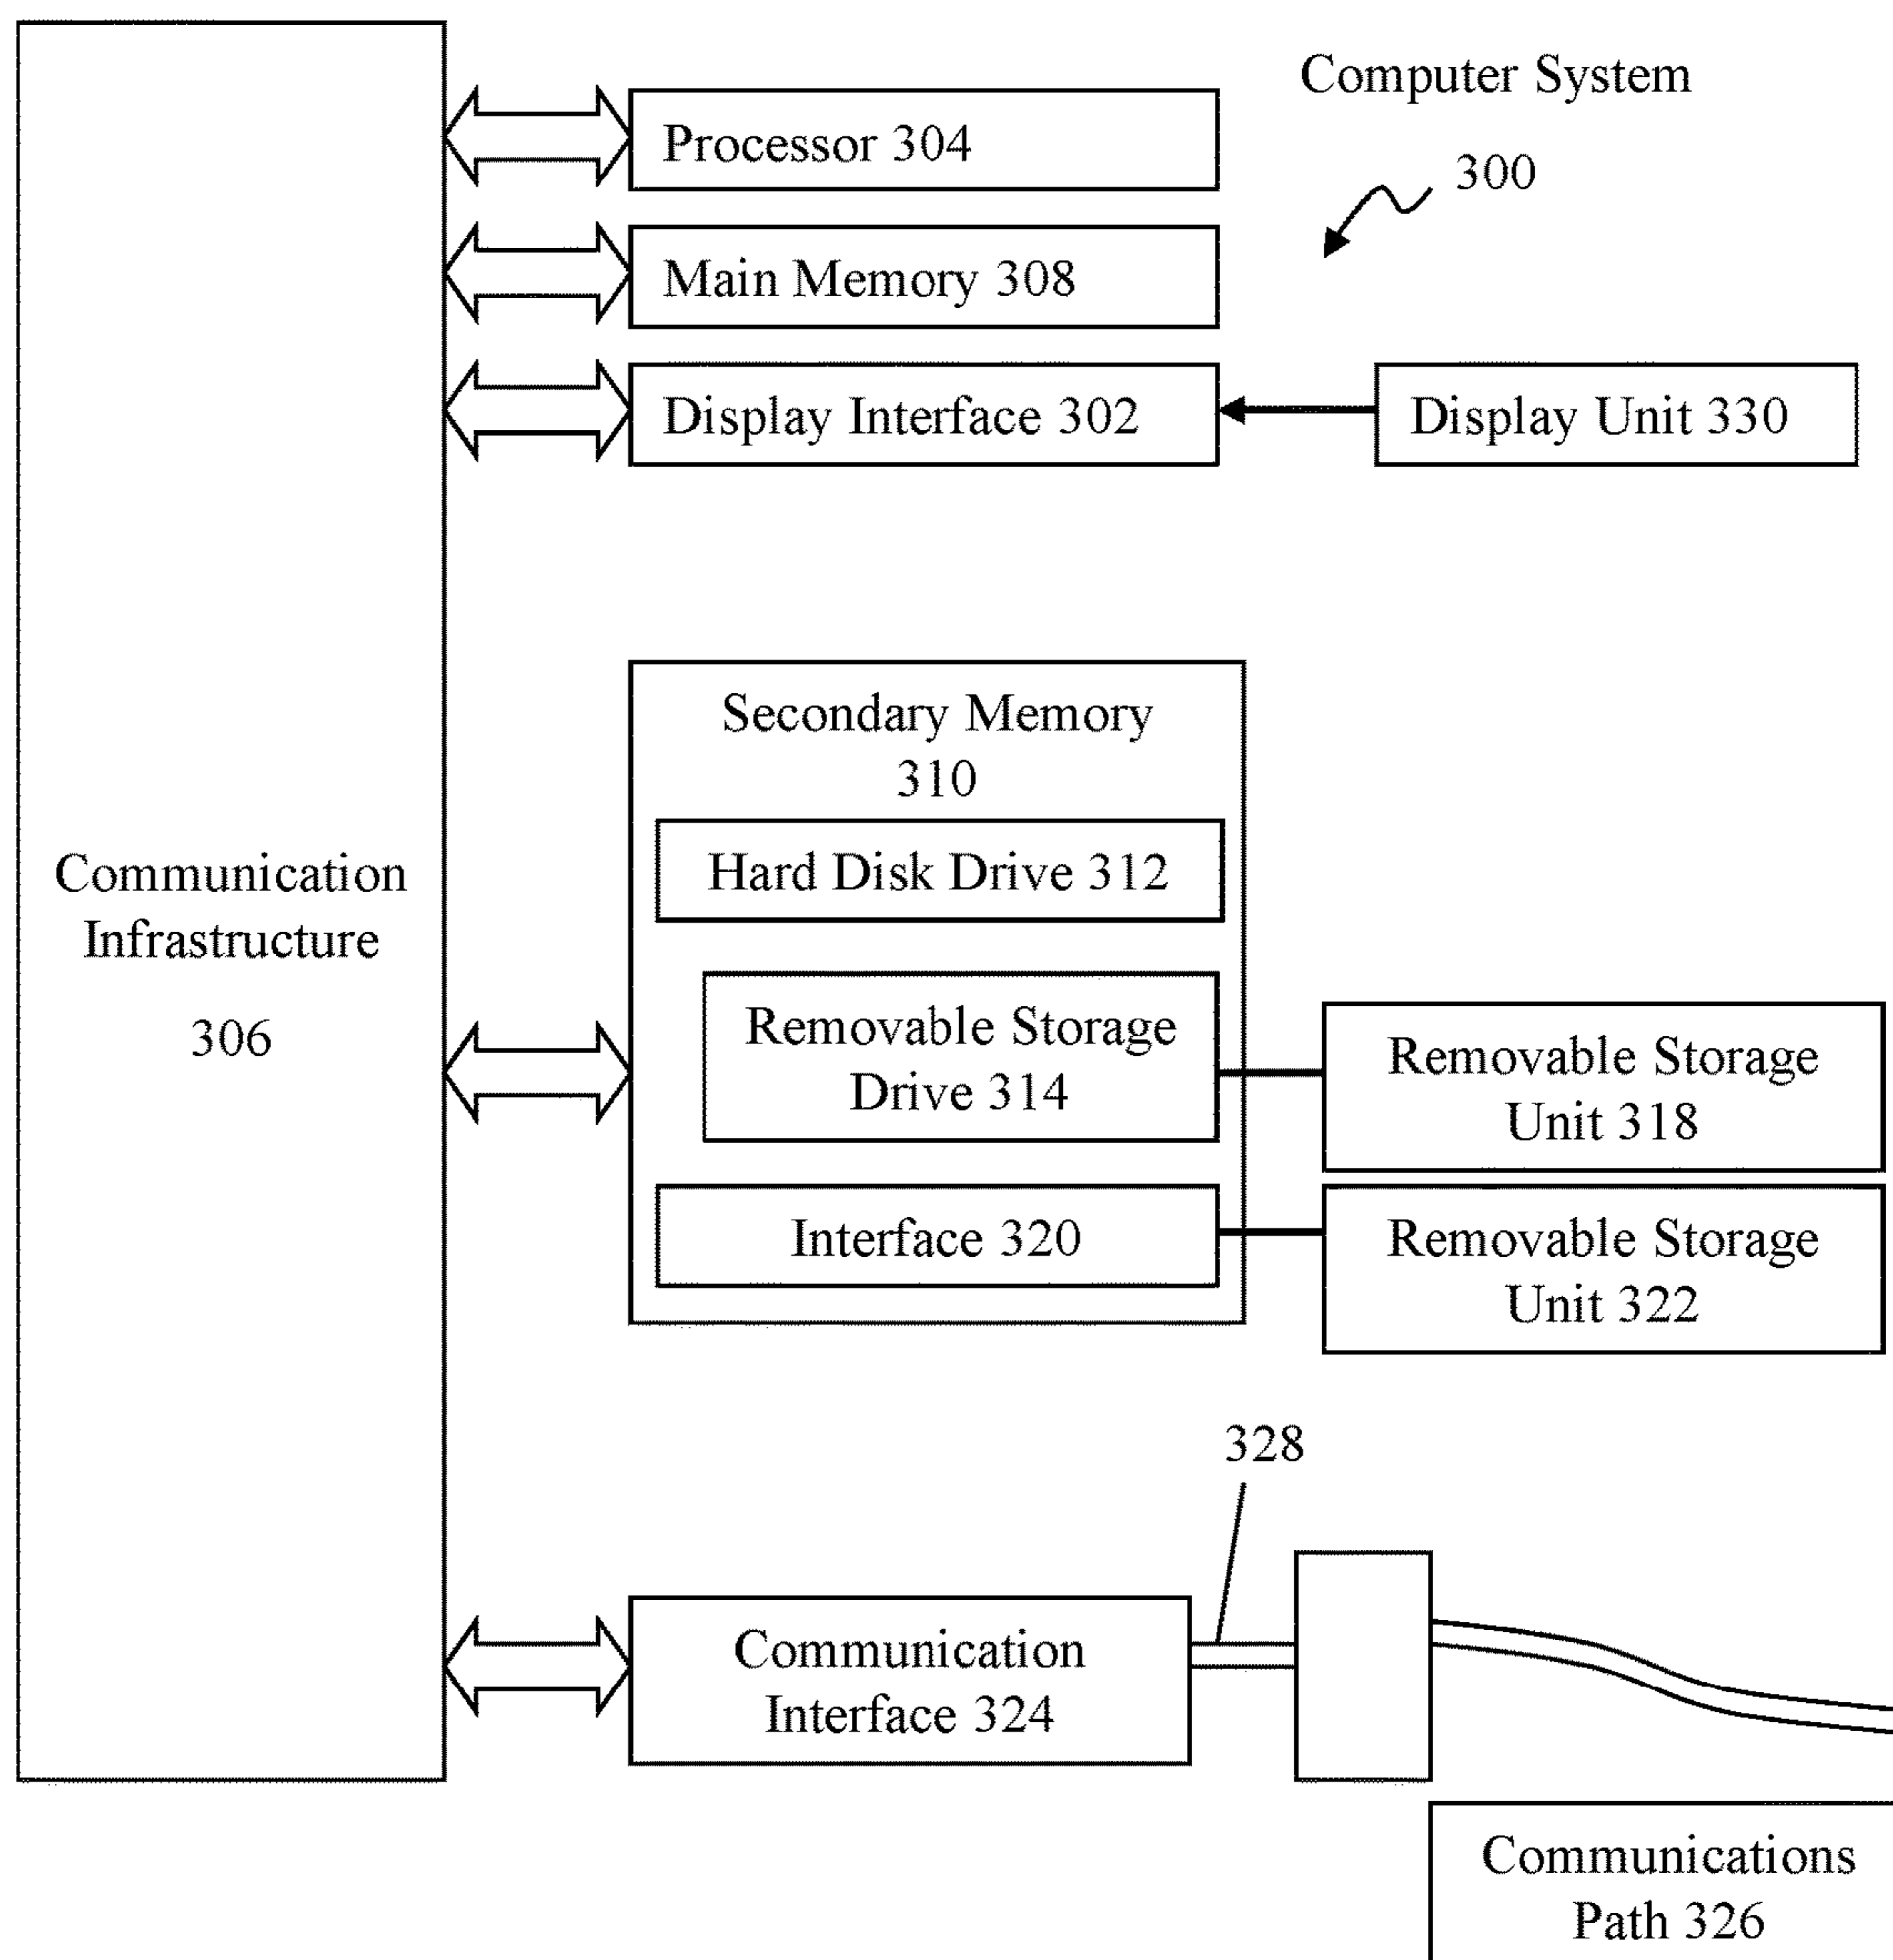 Computer System
300
Processor 304
Main Memory 308
Display Interface 302
Display Unit 330
Secondary Memory
310
Hard Disk Drive 312
Communication
Infrastructure
306
Removable Storage
Drive 314
Removable Storage
Unit 318
Interface 320
Removable Storage
Unit 322
328
Communication
Interface 324
Communications
Path 326